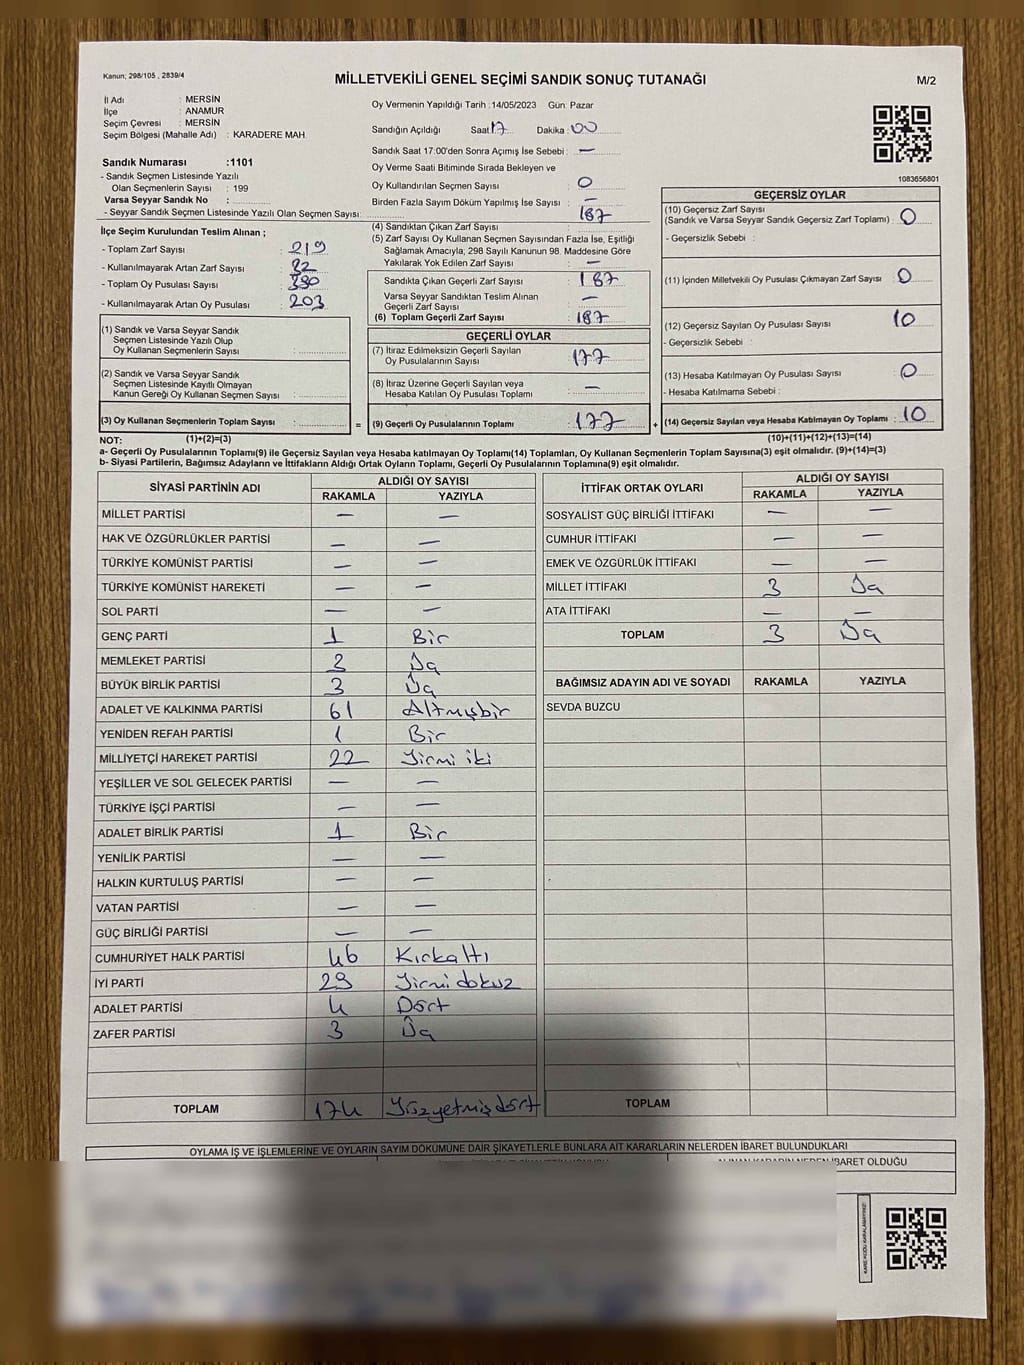 Kanun; 298/105 , 2839/4
MİLLETVEKİLİ GENEL SEÇİMİ SANDIK SONUÇ TUTANAĞI
M/2
İl Adı : MERSİN
İlçe : ANAMUR
Seçim Çevresi : MERSİN
Seçim Bölgesi (Mahalle Adı) : KARADERE MAH.
Oy Vermenin Yapıldığı Tarih :14/05/2023 Gün: Pazar
Sandığın Açıldığı Saat 17 Dakika : 00
Sandık Saat 17:00'den Sonra Açımış İse Sebebi : —
Oy Verme Saati Bitiminde Sırada Bekleyen ve
Oy Kullandırılan Seçmen Sayısı : 0
Birden Fazla Sayım Döküm Yapılmış İse Sayısı : —
Sandık Numarası :1101
- Sandık Seçmen Listesinde Yazılı
Olan Seçmenlerin Sayısı : 199
Varsa Seyyar Sandık No :
- Seyyar Sandık Seçmen Listesinde Yazılı Olan Seçmen Sayısı:
1083656801
İlçe Seçim Kurulundan Teslim Alınan ;
- Toplam Zarf Sayısı : 219
- Kullanılmayarak Artan Zarf Sayısı : 32
- Toplam Oy Pusulası Sayısı : 380
- Kullanılmayarak Artan Oy Pusulası : 203
(4) Sandıktan Çıkan Zarf Sayısı : 187
(5) Zarf Sayısı Oy Kullanan Seçmen Sayısından Fazla İse, Eşitliği
Sağlamak Amacıyla, 298 Sayılı Kanunun 98. Maddesine Göre
Yakılarak Yok Edilen Zarf Sayısı : —
Sandıkta Çıkan Geçerli Zarf Sayısı : 187
Varsa Seyyar Sandıktan Teslim Alınan
Geçerli Zarf Sayısı : —
(6) Toplam Geçerli Zarf Sayısı : 187
GEÇERLİ OYLAR
(7) İtiraz Edilmeksizin Geçerli Sayılan
Oy Pusulalarının Sayısı : 177
(8) İtiraz Üzerine Geçerli Sayılan veya
Hesaba Katılan Oy Pusulası Toplamı : —
(9) Geçerli Oy Pusulalarının Toplamı : 177
GEÇERSİZ OYLAR
(10) Geçersiz Zarf Sayısı
(Sandık ve Varsa Seyyar Sandık Geçersiz Zarf Toplamı) : 0
- Geçersizlik Sebebi :
(11) İçinden Milletvekili Oy Pusulası Çıkmayan Zarf Sayısı : 0
(12) Geçersiz Sayılan Oy Pusulası Sayısı 10
- Geçersizlik Sebebi :
(13) Hesaba Katılmayan Oy Pusulası Sayısı : 0
- Hesaba Katılmama Sebebi :
+ (14) Geçersiz Sayılan veya Hesaba Katılmayan Oy Toplamı : 10
(10)+(11)+(12)+(13)=(14)
(1) Sandık ve Varsa Seyyar Sandık
Seçmen Listesinde Yazılı Olup
Oy Kullanan Seçmenlerin Sayısı :
(2) Sandık ve Varsa Seyyar Sandık
Seçmen Listesinde Kayıtlı Olmayan
Kanun Gereği Oy Kullanan Seçmen Sayısı :
(3) Oy Kullanan Seçmenlerin Toplam Sayısı : =
NOT: (1)+(2)=(3)
a- Geçerli Oy Pusulalarının Toplamı(9) ile Geçersiz Sayılan veya Hesaba katılmayan Oy Toplamı(14) Toplamları, Oy Kullanan Seçmenlerin Toplam Sayısına(3) eşit olmalıdır. (9)+(14)=(3)
b- Siyasi Partilerin, Bağımsız Adayların ve İttifakların Aldığı Ortak Oyların Toplamı, Geçerli Oy Pusulalarının Toplamına(9) eşit olmalıdır.
SİYASİ PARTİNİN ADI ALDIĞI OY SAYISI
RAKAMLA YAZIYLA
MİLLET PARTİSİ — —
HAK VE ÖZGÜRLÜKLER PARTİSİ — —
TÜRKİYE KOMÜNİST PARTİSİ — —
TÜRKİYE KOMÜNİST HAREKETİ — —
SOL PARTİ — —
GENÇ PARTİ 1 Bir
MEMLEKET PARTİSİ 3 Üç
BÜYÜK BİRLİK PARTİSİ 3 Üç
ADALET VE KALKINMA PARTİSİ 61 Altmışbir
YENİDEN REFAH PARTİSİ 1 Bir
MİLLİYETÇİ HAREKET PARTİSİ 22 Yirmi iki
YEŞİLLER VE SOL GELECEK PARTİSİ — —
TÜRKİYE İŞÇİ PARTİSİ — —
ADALET BİRLİK PARTİSİ 1 Bir
YENİLİK PARTİSİ — —
HALKIN KURTULUŞ PARTİSİ — —
VATAN PARTİSİ — —
GÜÇ BİRLİĞİ PARTİSİ — —
CUMHURİYET HALK PARTİSİ 46 Kırkaltı
İYİ PARTİ 29 Yirmidokuz
ADALET PARTİSİ 4 Dört
ZAFER PARTİSİ 3 Üç
TOPLAM 174 Yüzyetmişdört
İTTİFAK ORTAK OYLARI ALDIĞI OY SAYISI
RAKAMLA YAZIYLA
SOSYALİST GÜÇ BİRLİĞİ İTTİFAKI — —
CUMHUR İTTİFAKI — —
EMEK VE ÖZGÜRLÜK İTTİFAKI — —
MİLLET İTTİFAKI 3 Üç
ATA İTTİFAKI — —
TOPLAM 3 Üç
BAĞIMSIZ ADAYIN ADI VE SOYADI RAKAMLA YAZIYLA
SEVDA BUZCU
TOPLAM
OYLAMA İŞ VE İŞLEMLERİNE VE OYLARIN SAYIM DÖKÜMÜNE DAİR ŞİKAYETLERLE BUNLARA AİT KARARLARIN NELERDEN İBARET BULUNDUKLARI
ALINAN KARARIN NEDEN İBARET OLDUĞU
KARE KODU KARALAMAYINIZ!